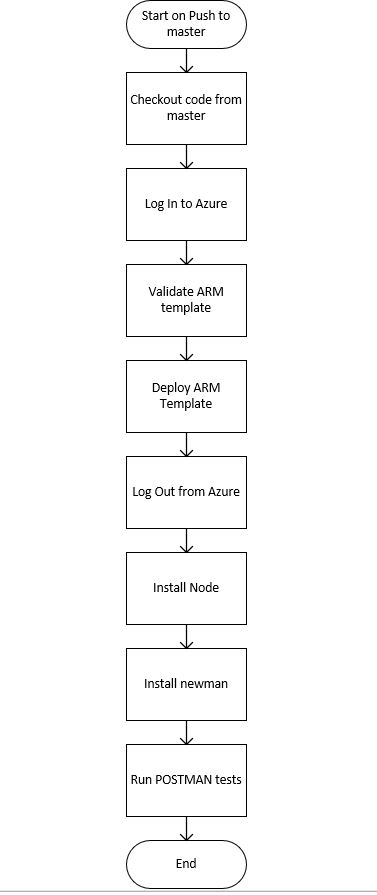 Start on Push to
master
Checkout code from
master
Log In to Azure
Validate ARM
template
Deploy ARM
Template
Log Out from Azure
Install Node
Install newman
Run POSTMAN tests
End